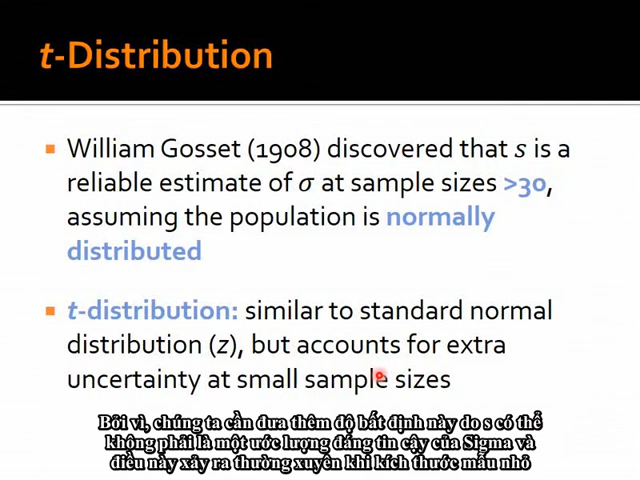 t-Distribution
William Gosset (1908) discovered that s is a
reliable estimate of σ at sample sizes >30,
assuming the population is normally
distributed
t-distribution: similar to standard normal
distribution (z), but accounts for extra
uncertainty at small sample sizes
Bởi vì, chúng ta cần đưa thêm độ bất định này do s có thể
không phải là một ước lượng đáng tin cậy của Sigma và
điều này xảy ra thường xuyên khi kích thước mẫu nhỏ